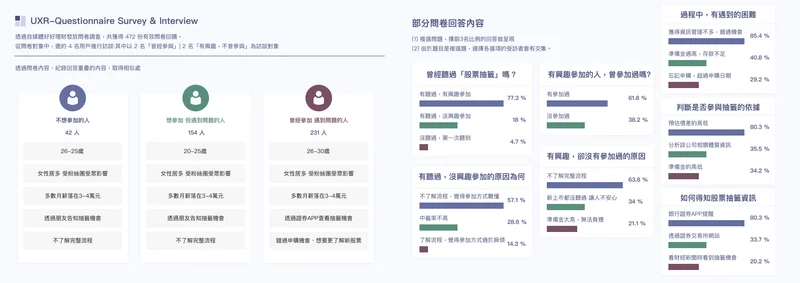 UXR-Questionnaire Survey & Interview
透過自媒體好好理財發放問卷調查，共獲得 472 份有效問卷回饋。
從問卷對象中，邀約 4 名用戶進行訪談:其中以 2 名「曾經參與」| 2 名「有興趣、不曾參與」為訪談對象
透過問卷內容，紀錄回答重疊的內容，取得相似處
不想參加的人
42 人
26-25歲
女性居多 受粉絲團受眾影響
多數月薪落在3-4萬元
透過朋友告知抽籤機會
不了解完整流程
想參加 但遇到問題的人
154 人
20-25歲
女性居多 受粉絲團受眾影響
多數月薪落在3-4萬元
透過朋友告知抽籤機會
不了解完整流程
曾經參加 遇到問題的人
231 人
26-30歲
女性居多 受粉絲團受眾影響
多數月薪落在3-4萬元
透過證券APP查看抽籤機會
錯過申購機會、想要更了解新股票
部分問卷回答內容
(1) 複選問題，擇前3名比例的回答做呈現
(2) 由於題目是複選題，選擇各選項的受訪者會有交集。
曾經聽過「股票抽籤」嗎？
有聽過，有興趣參加
77.3 %
有聽過，沒興趣參加
18 %
沒聽過，第一次聽到
4.7 %
有聽過，沒興趣參加的原因為何
不了解完整流程，覺得參加方式難懂
57.1 %
中籤率不高
28.6 %
了解流程，覺得參加方式過於麻煩
14.3 %
有興趣參加的人，曾參加過嗎?
有參加過
61.8 %
沒參加過
38.2 %
有興趣，卻沒有參加過的原因
不了解完整流程
63.8 %
新上市都沒聽過 讓人不安心
34 %
準備金太高，無法負擔
21.1 %
過程中，有遇到的困難
獲得資訊管道不多，錯過機會
85.4 %
準備金過高，存款不足
40.8 %
忘記申購，超過申購日期
29.2 %
判斷是否參與抽籤的依據
預估價差的高低
80.3 %
分析該公司相關體質資訊
35.5 %
準備金的高低
34.2 %
如何得知股票抽籤資訊
銀行證券APP提醒
80.3 %
透過證券交易所網站
33.7 %
看財經新聞時看到抽籤機會
20.2 %